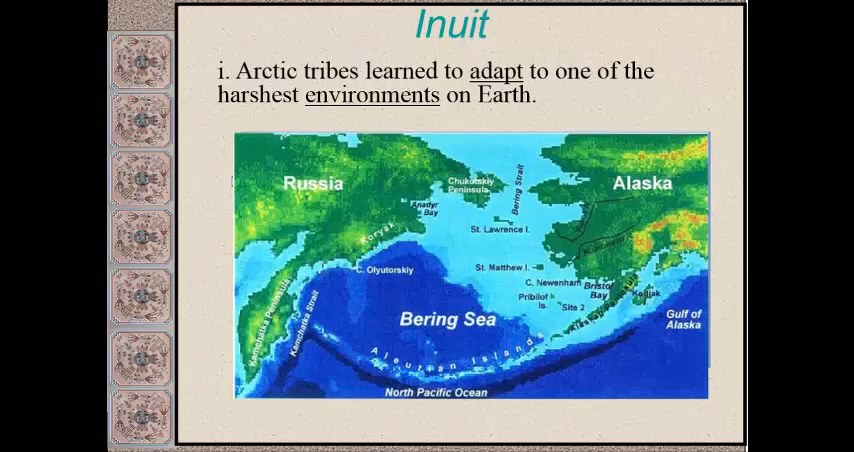 Inuit
i. Arctic tribes learned to adapt to one of the
harshest environments on Earth.
Russia
Chukotskiy
Peninsula
Bering Strait
Alaska
Anadyr
Bay
Koryak
St. Lawrence I.
C. Olyutorskiy
St. Matthew I.
C. Newenham
Bristol
Bay
Kodiak
Pribilof
Is.
Site 2
Alaska Peninsula
Kamchatka Peninsula
Kamchatka Strait
Bering Sea
Gulf of
Alaska
Aleutian Islands
North Pacific Ocean